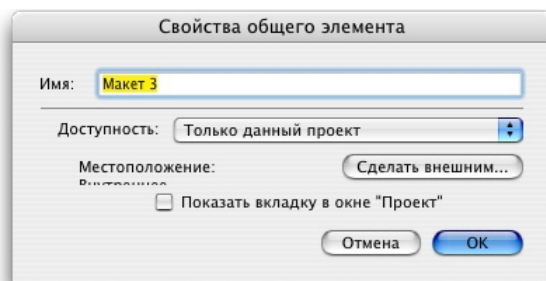 Свойства общего элемента
Имя: Макет 3
Доступность: Только данный проект
Местоположение: Сделать внешним...
Внутреннее
Показать вкладку в окне "Проект"
Отмена OK